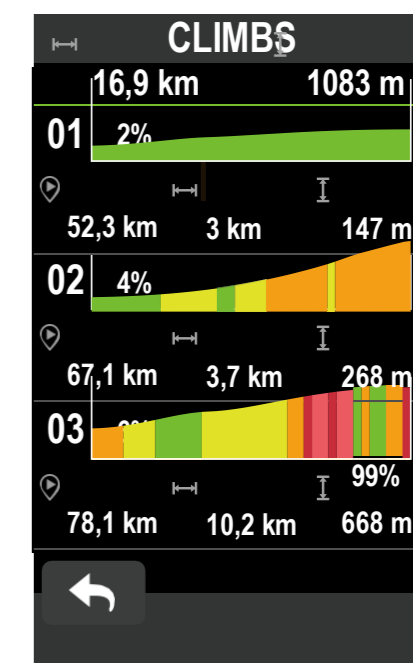 CLIMBS
16,9 km 1083 m
01 2%
52,3 km 3 km 147 m
02 4%
67,1 km 3,7 km 268 m
03
99%
78,1 km 10,2 km 668 m